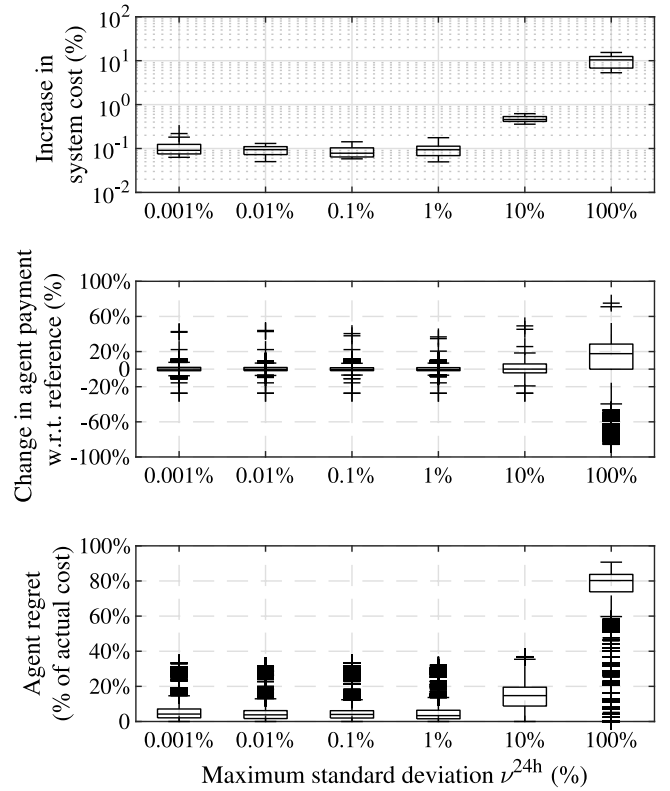 Increase in
system cost (%)
10^2
10^1
10^0
10^-1
10^-2
0.001% 0.01% 0.1% 1% 10% 100%
Change in agent payment
w.r.t. reference (%)
100%
60%
20%
0
-20%
-60%
-100%
0.001% 0.01% 0.1% 1% 10% 100%
Agent regret
(% of actual cost)
100%
80%
60%
40%
20%
0
0.001% 0.01% 0.1% 1% 10% 100%
Maximum standard deviation ν^24h (%)